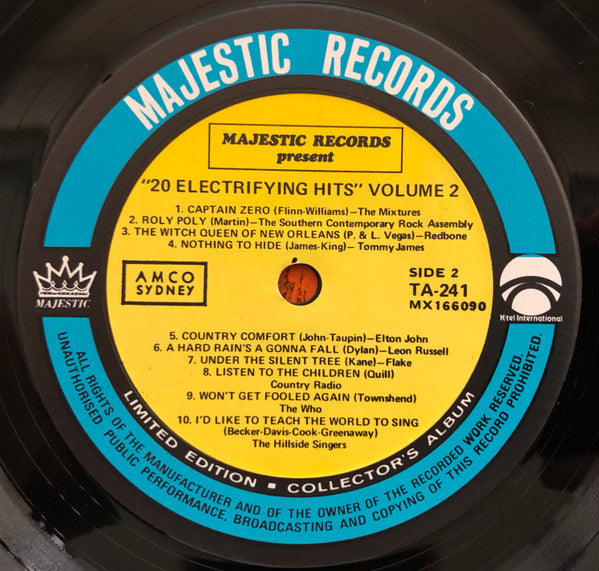 MAJESTIC RECORDS
MAJESTIC RECORDS
present
"20 ELECTRIFYING HITS" VOLUME 2
1. CAPTAIN ZERO (Flinn-Williams)—The Mixtures
2. ROLY POLY (Martin)—The Southern Contemporary Rock Assembly
3. THE WITCH QUEEN OF NEW ORLEANS (P. & L. Vegas)—Redbone
4. NOTHING TO HIDE (James-King)—Tommy James
MAJESTIC
AMCO
SYDNEY
SIDE 2
TA-241
MX166090
K-tel International
5. COUNTRY COMFORT (John-Taupin)—Elton John
6. A HARD RAIN'S A GONNA FALL (Dylan)—Leon Russell
7. UNDER THE SILENT TREE (Kane)—Flake
8. LISTEN TO THE CHILDREN (Quill)
Country Radio
9. WON'T GET FOOLED AGAIN (Townshend)
The Who
10. I'D LIKE TO TEACH THE WORLD TO SING
(Becker-Davis-Cook-Greenaway)
The Hillside Singers
LIMITED EDITION ■ COLLECTOR'S ALBUM
ALL RIGHTS OF THE MANUFACTURER AND OF THE OWNER OF THE RECORDED WORK RESERVED.
UNAUTHORISED PUBLIC PERFORMANCE, BROADCASTING AND COPYING OF THIS RECORD PROHIBITED.